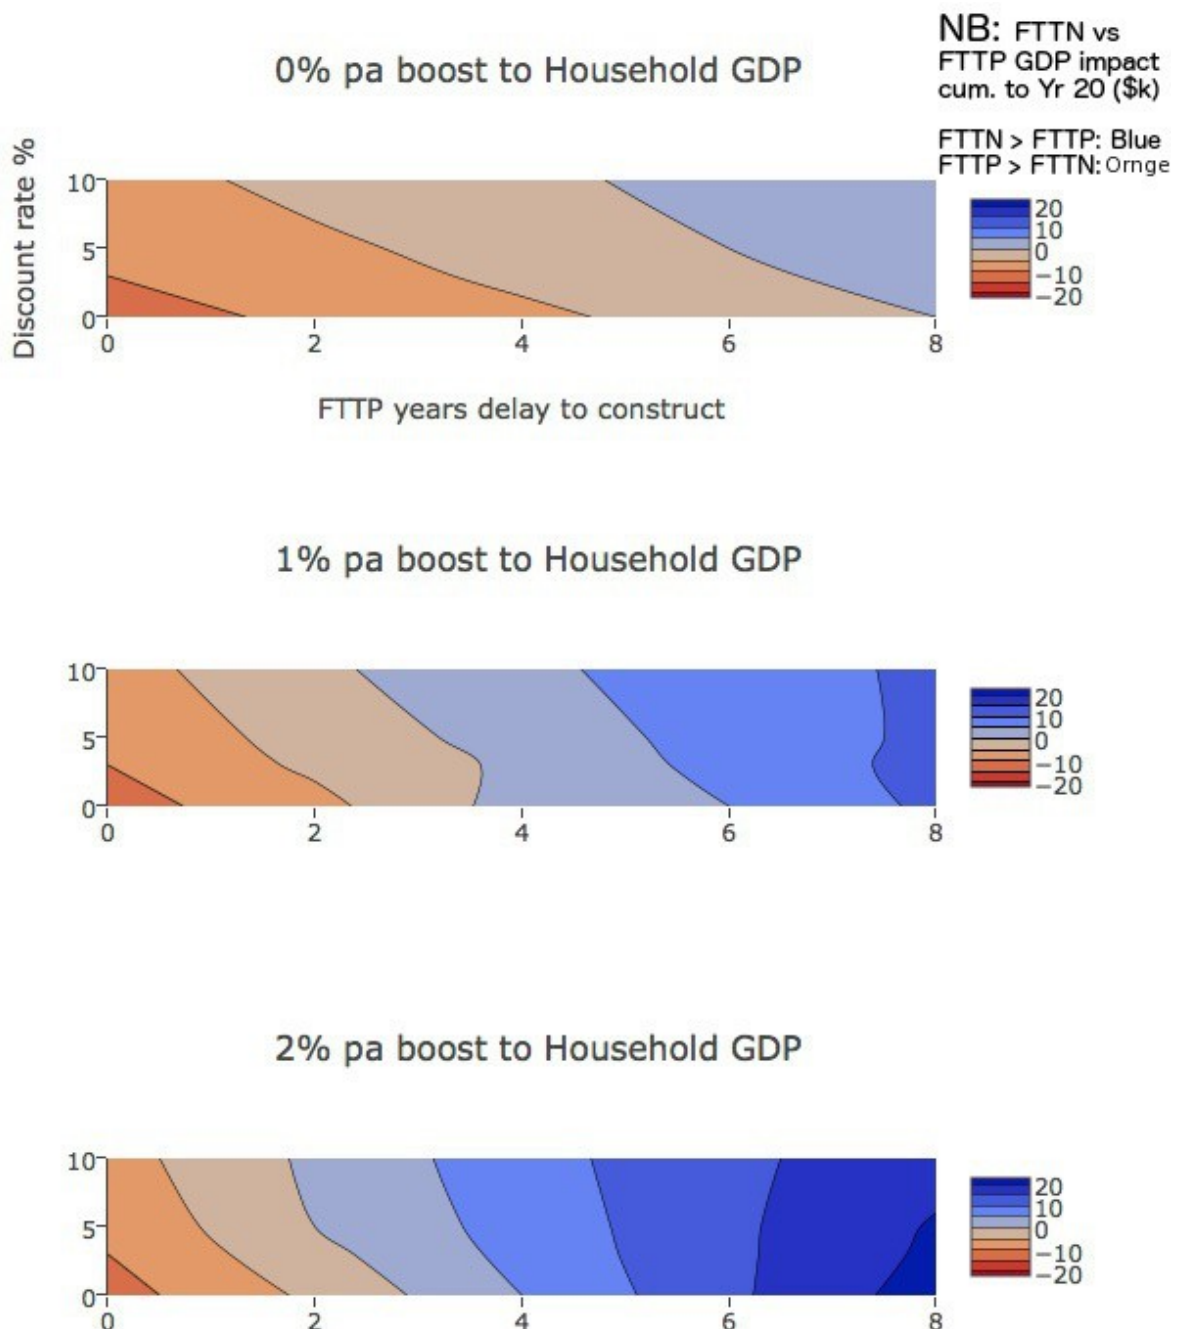 NB: FTTN vs
FTTP GDP impact
cum. to Yr 20 ($k)
FTTN > FTTP: Blue
FTTP > FTTN: Ornge
0% pa boost to Household GDP
Discount rate %
10
5
0
0 2 4 6 8
FTTP years delay to construct
20
10
0
−10
−20
1% pa boost to Household GDP
10
5
0
0 2 4 6 8
20
10
0
−10
−20
2% pa boost to Household GDP
10
5
0
0 2 4 6 8
20
10
0
−10
−20